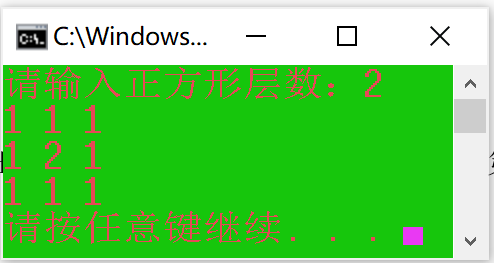 C:\Windows...
请输入正方形层数: 2
1 1 1
1 2 1
1 1 1
请按任意键继续. . .